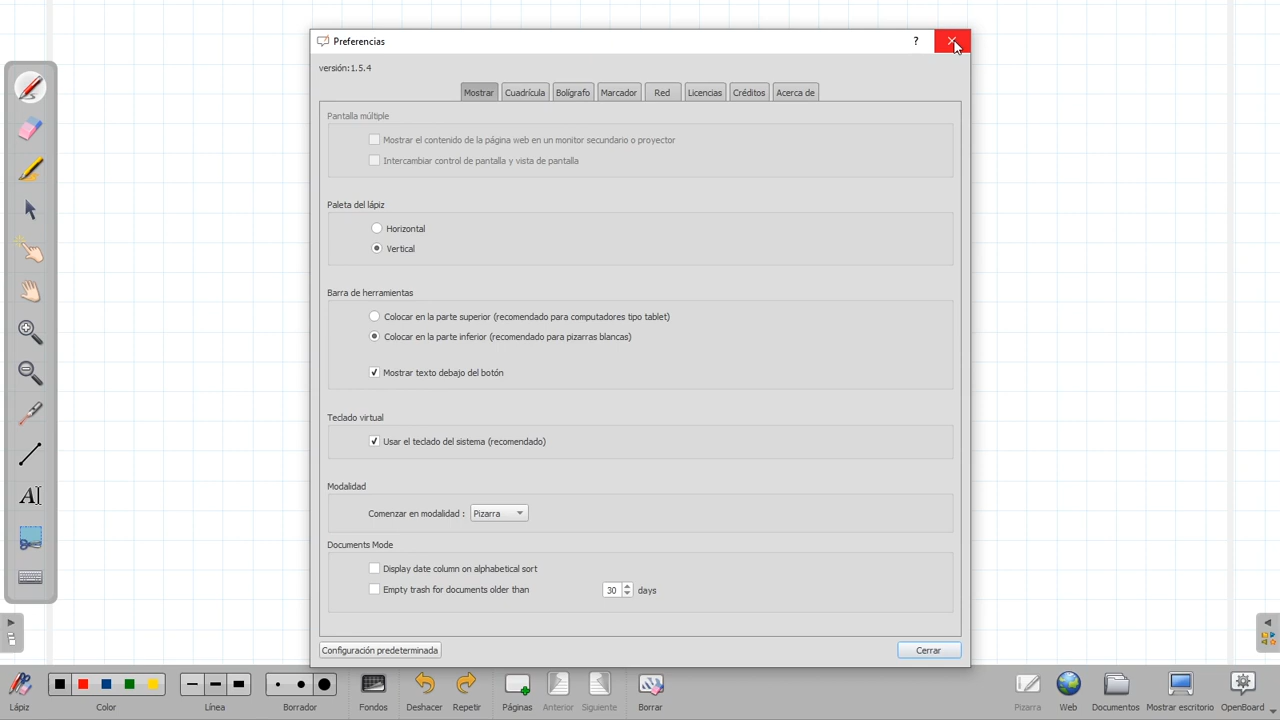 Preferencias ?
versión:1.5.4
Mostrar Cuadrícula Bolígrafo Marcador Red Licencias Créditos Acerca de
Pantalla múltiple
Mostrar el contenido de la página web en un monitor secundario o proyector
Intercambiar control de pantalla y vista de pantalla
Paleta del lápiz
Horizontal
Vertical
Barra de herramientas
Colocar en la parte superior (recomendado para computadores tipo tablet)
Colocar en la parte inferior (recomendado para pizarras blancas)
Mostrar texto debajo del botón
Teclado virtual
Usar el teclado del sistema (recomendado)
Modalidad
Comenzar en modalidad : Pizarra
Documents Mode
Display date column on alphabetical sort
Empty trash for documents older than 30 days
Configuración predeterminada Cerrar
Lápiz Color Línea Borrador Fondos Deshacer Repetir Páginas Anterior Siguiente Borrar Pizarra Web Documentos Mostrar escritorio OpenBoard